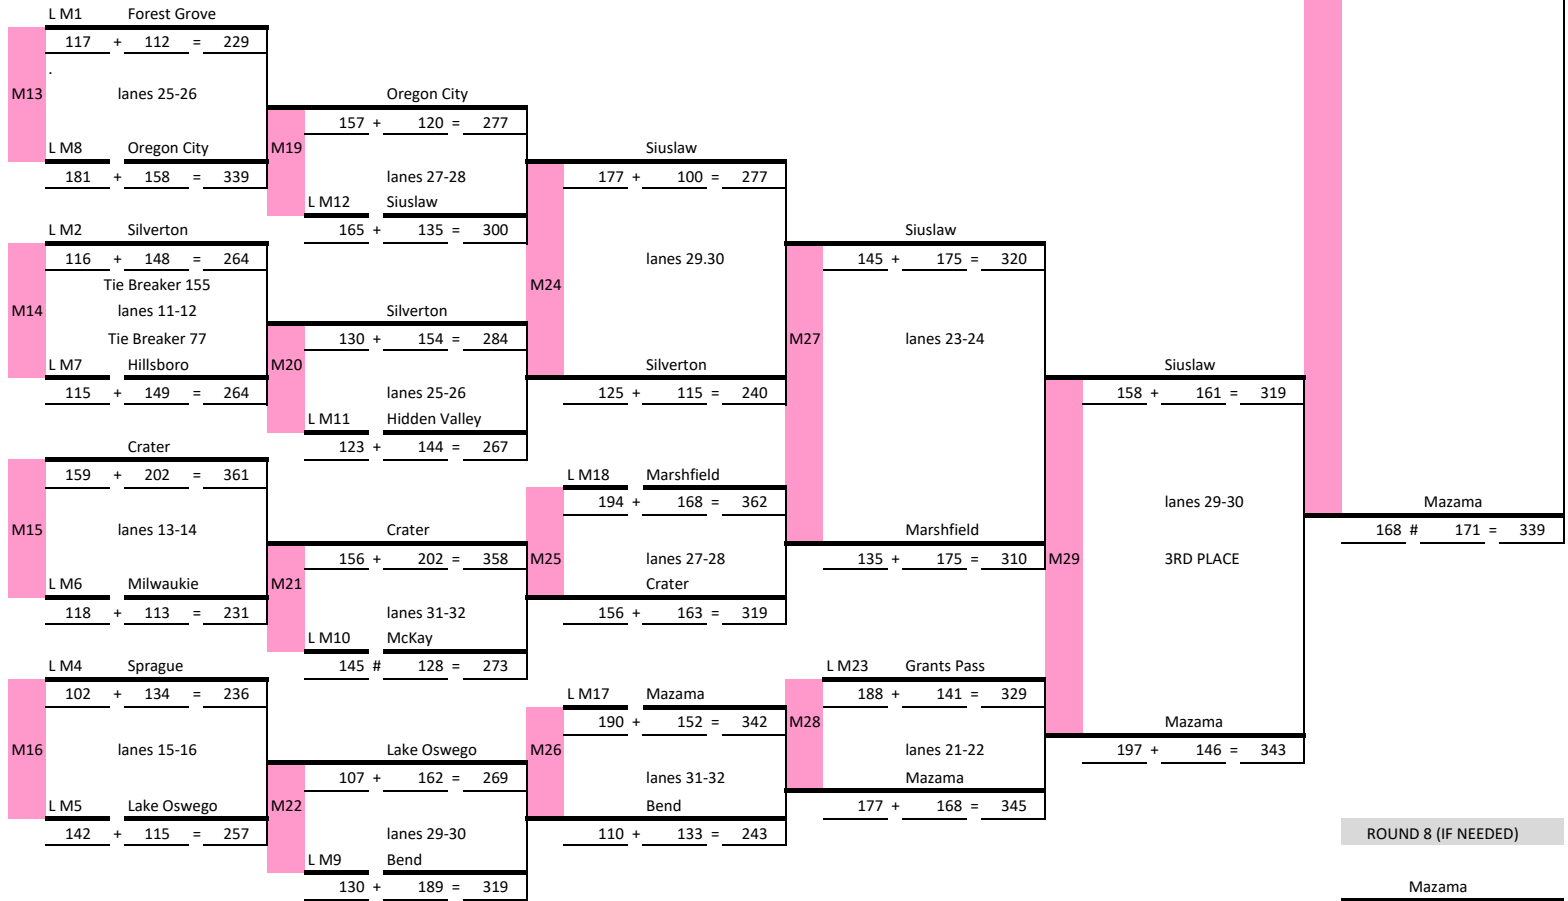 L M1 Forest Grove
117 + 112 = 229
.
M13 lanes 25-26
L M8 Oregon City
181 + 158 = 339
L M2 Silverton
116 + 148 = 264
Tie Breaker 155
M14 lanes 11-12
Tie Breaker 77
L M7 Hillsboro
115 + 149 = 264
Crater
159 + 202 = 361
M15 lanes 13-14
L M6 Milwaukie
118 + 113 = 231
L M4 Sprague
102 + 134 = 236
M16 lanes 15-16
L M5 Lake Oswego
142 + 115 = 257
Oregon City
157 + 120 = 277
M19
lanes 27-28
L M12 Siuslaw
165 + 135 = 300
Silverton
130 + 154 = 284
M20
lanes 25-26
L M11 Hidden Valley
123 + 144 = 267
Crater
156 + 202 = 358
M21
lanes 31-32
L M10 McKay
145 # 128 = 273
Lake Oswego
107 + 162 = 269
M22
lanes 29-30
L M9 Bend
130 + 189 = 319
Siuslaw
177 + 100 = 277
lanes 29.30
M24
Silverton
125 + 115 = 240
L M18 Marshfield
194 + 168 = 362
M25 lanes 27-28
Crater
156 + 163 = 319
L M17 Mazama
190 + 152 = 342
M26
lanes 31-32
Bend
110 + 133 = 243
Siuslaw
145 + 175 = 320
M27 lanes 23-24
Marshfield
135 + 175 = 310
L M23 Grants Pass
188 + 141 = 329
M28
lanes 21-22
Mazama
177 + 168 = 345
Siuslaw
158 + 161 = 319
lanes 29-30
M29 3RD PLACE
Mazama
197 + 146 = 343
Mazama
168 # 171 = 339
ROUND 8 (IF NEEDED)
Mazama